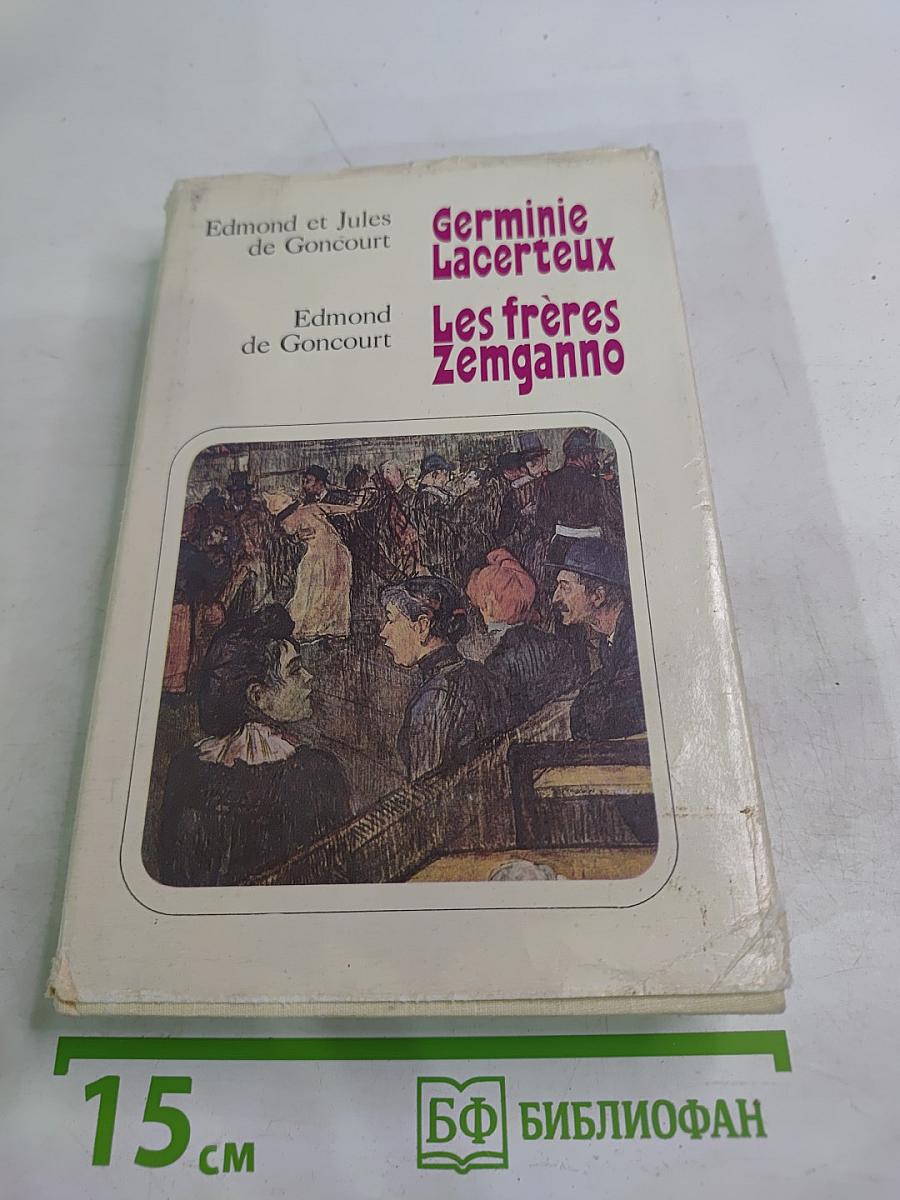 Edmond et Jules
de Goncourt
Germinie
Lacerteux
Edmond
de Goncourt
Les frères
Zemganno
15 см
БФ БИБЛИОФАН